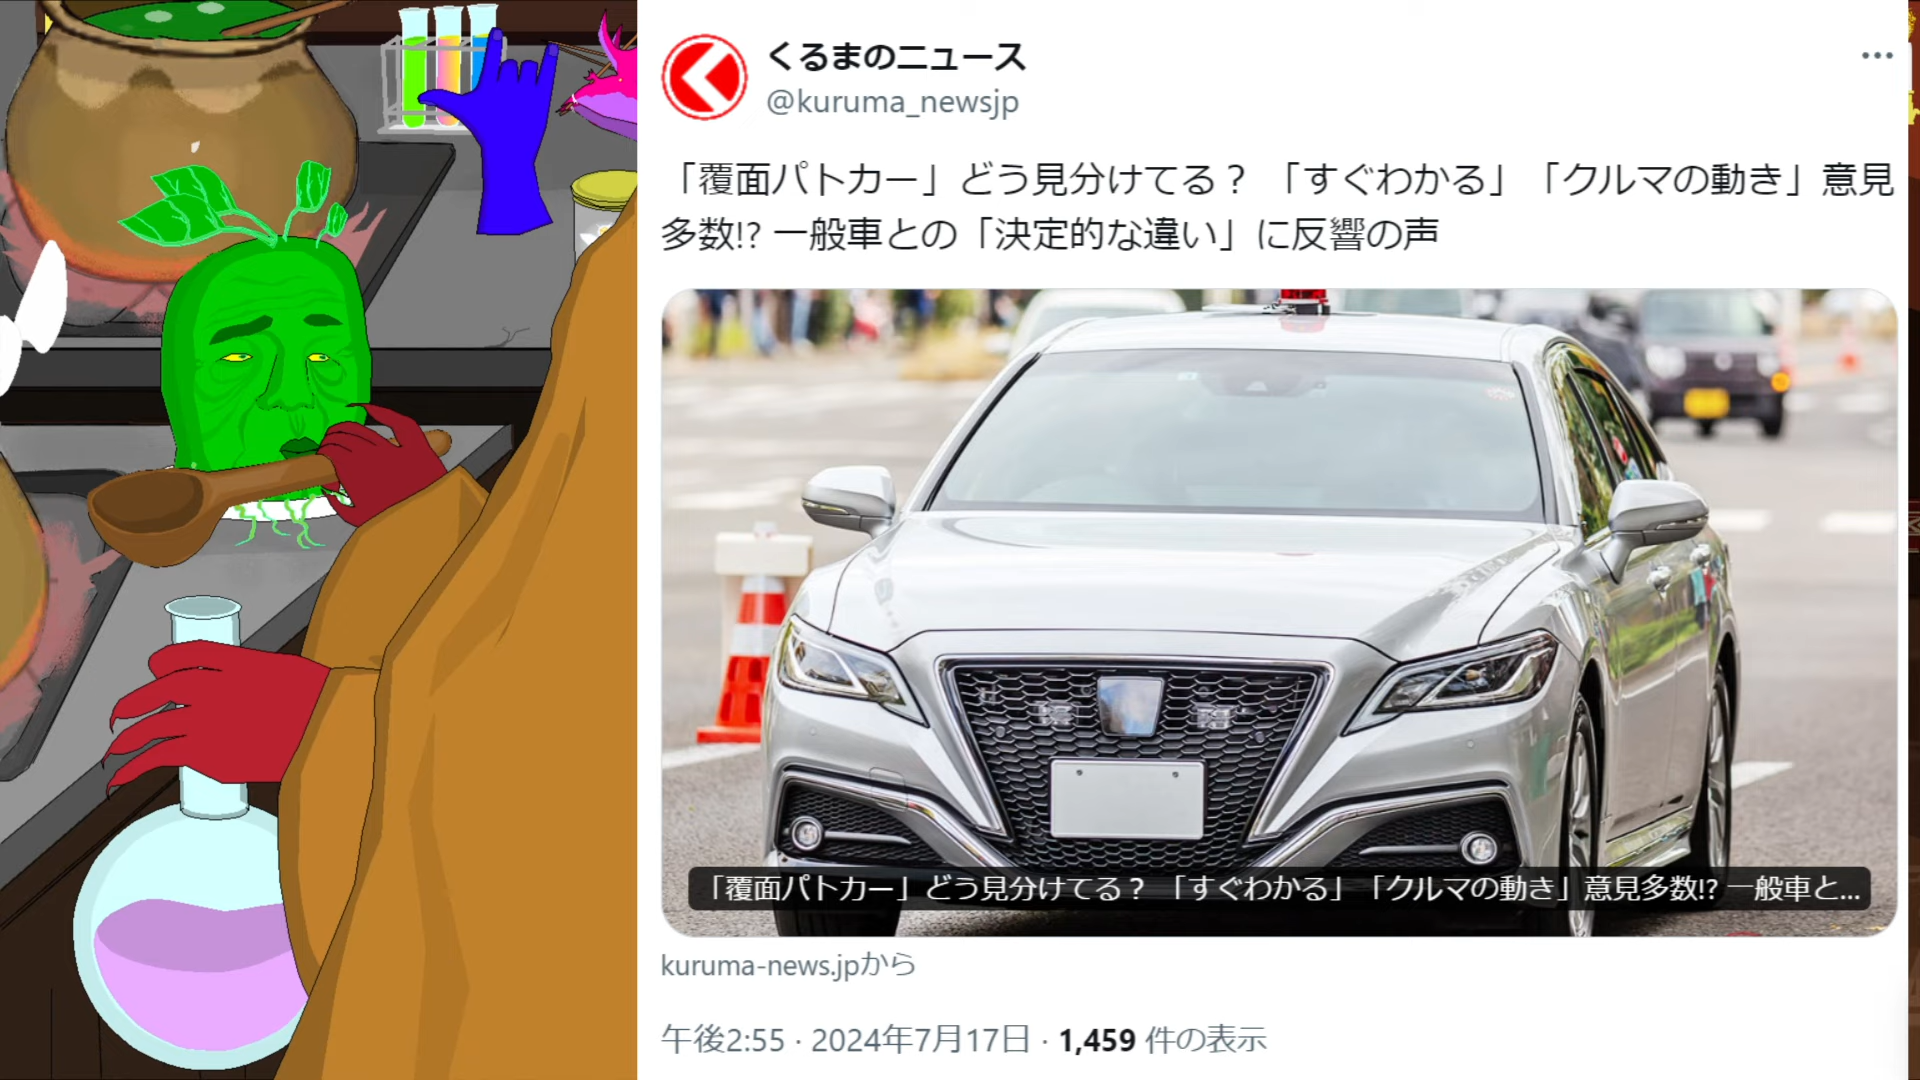 くるまのニュース
@kuruma_newsjp
「覆面パトカー」どう見分けてる？ 「すぐわかる」「クルマの動き」意見
多数!? 一般車との「決定的な違い」に反響の声
「覆面パトカー」どう見分けてる？ 「すぐわかる」「クルマの動き」意見多数!? 一般車と...
kuruma-news.jpから
午後2:55 · 2024年7月17日 · 1,459 件の表示